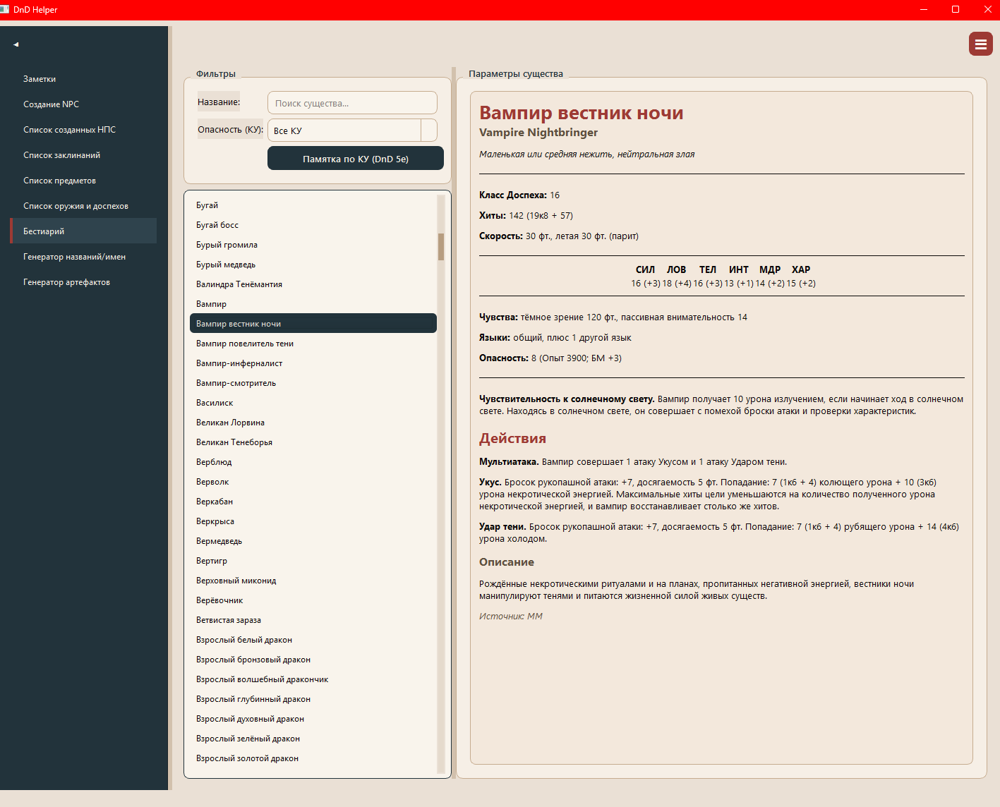 DnD Helper
Заметки
Создание NPC
Список созданных НПС
Список заклинаний
Список предметов
Список оружия и доспехов
Бестиарий
Генератор названий/имен
Генератор артефактов
Фильтры
Название:
Поиск существа...
Опасность (КУ):
Все КУ
Памятка по КУ (DnD 5e)
Бугай
Бугай босс
Бурый громила
Бурый медведь
Валиндра Тенёмантия
Вампир
Вампир вестник ночи
Вампир повелитель тени
Вампир-инферналист
Вампир-смотритель
Василиск
Великан Лорвина
Великан Тенеборья
Верблюд
Верволк
Веркабан
Веркрыса
Вермедведь
Вертигр
Верховный миконид
Верёвочник
Ветвистая зараза
Взрослый белый дракон
Взрослый бронзовый дракон
Взрослый волшебный дракончик
Взрослый глубинный дракон
Взрослый духовный дракон
Взрослый зелёный дракон
Взрослый золотой дракон
Параметры существа
Вампир вестник ночи
Vampire Nightbringer
Маленькая или средняя нежить, нейтральная злая
Класс Доспеха: 16
Хиты: 142 (19к8 + 57)
Скорость: 30 фт., летая 30 фт. (парит)
СИЛ ЛОВ ТЕЛ ИНТ МДР ХАР
16 (+3) 18 (+4) 16 (+3) 13 (+1) 14 (+2) 15 (+2)
Чувства: тёмное зрение 120 фт., пассивная внимательность 14
Языки: общий, плюс 1 другой язык
Опасность: 8 (Опыт 3900; БМ +3)
Чувствительность к солнечному свету. Вампир получает 10 урона излучением, если начинает ход в солнечном
свете. Находясь в солнечном свете, он совершает с помехой броски атаки и проверки характеристик.
Действия
Мультиатака. Вампир совершает 1 атаку Укусом и 1 атаку Ударом тени.
Укус. Бросок рукопашной атаки: +7, досягаемость 5 фт. Попадание: 7 (1к6 + 4) колющего урона + 10 (3к6)
урона некротической энергией. Максимальные хиты цели уменьшаются на количество полученного урона
некротической энергией, и вампир восстанавливает столько же хитов.
Удар тени. Бросок рукопашной атаки: +7, досягаемость 5 фт. Попадание: 7 (1к6 + 4) рубящего урона + 14 (4к6)
урона холодом.
Описание
Рождённые некротическими ритуалами и на планах, пропитанных негативной энергией, вестники ночи
манипулируют тенями и питаются жизненной силой живых существ.
Источник: ММ